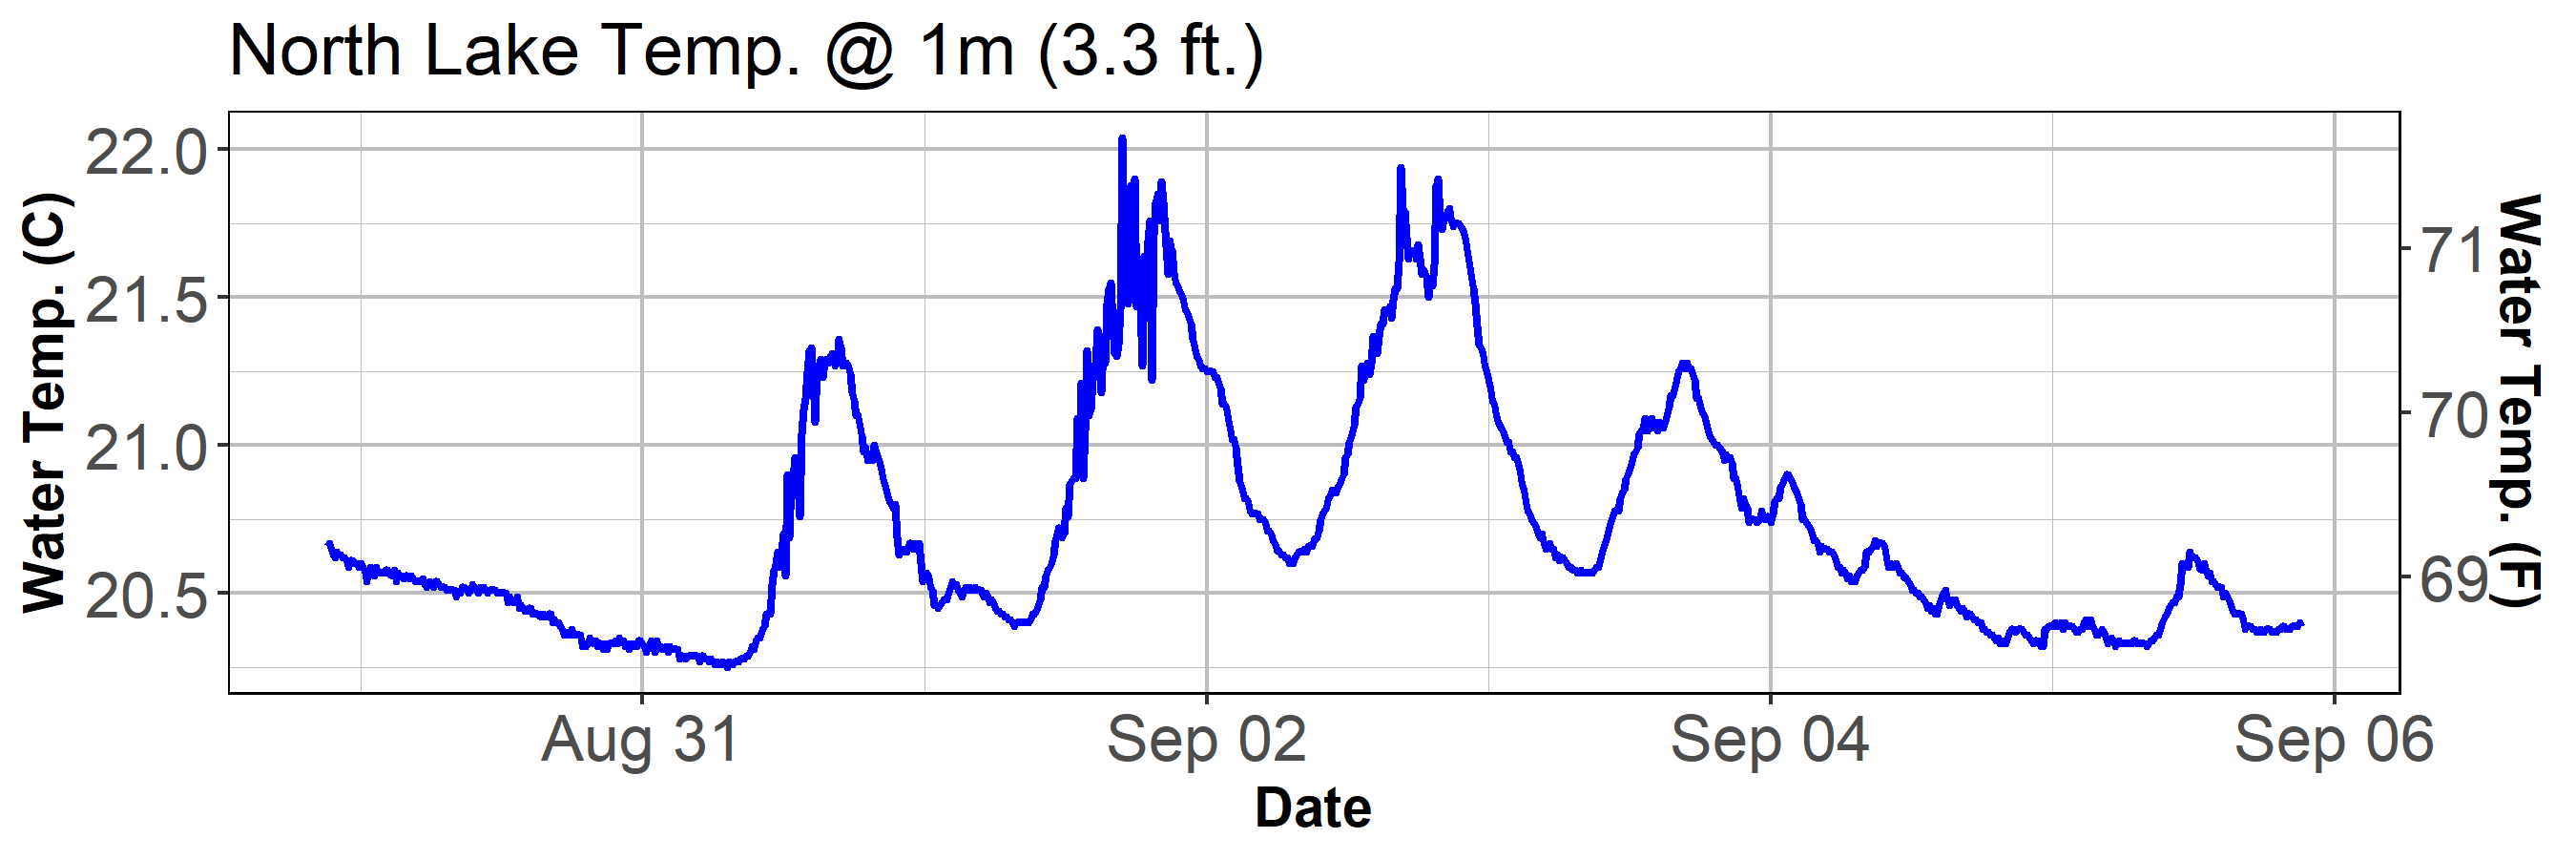 North Lake Temp. @ 1m (3.3 ft.)
Water Temp. (C)
22.0
21.5
21.0
20.5
71
70
69
Water Temp. (F)
Aug 31
Sep 02
Sep 04
Sep 06
Date